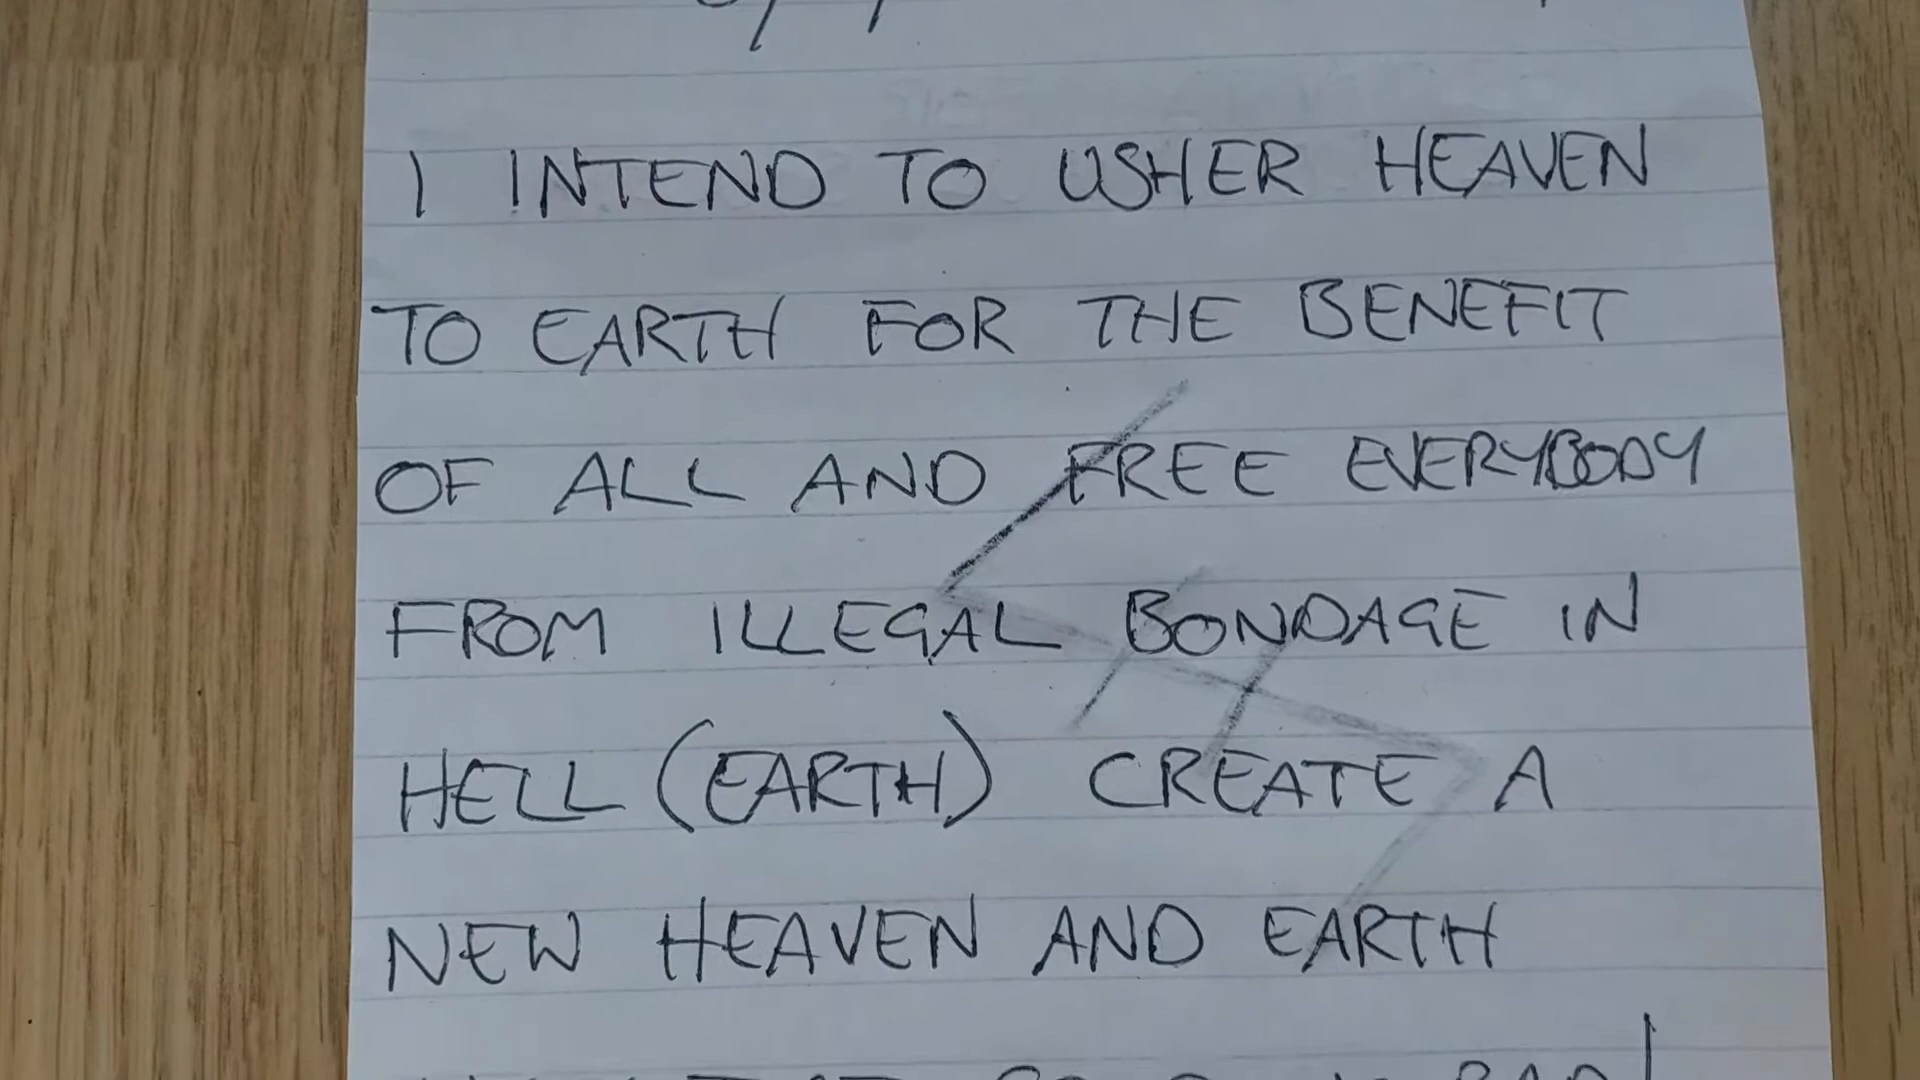 I INTEND TO USHER HEAVEN
TO EARTH FOR THE BENEFIT
OF ALL AND FREE EVERYBODY
FROM ILLEGAL BONDAGE IN
HELL (EARTH) CREATE A
NEW HEAVEN AND EARTH